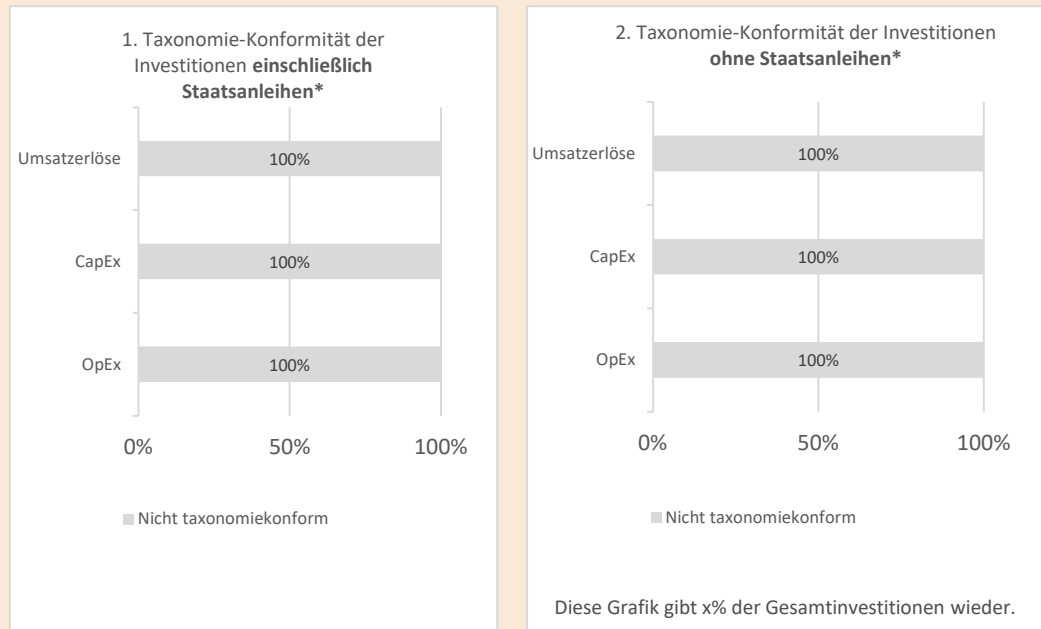 1. Taxonomie-Konformität der
Investitionen einschließlich
Staatsanleihen*
Umsatzerlöse
100%
CapEx
100%
OpEx
100%
0%
50%
100%
Nicht taxonomiekonform
2. Taxonomie-Konformität der Investitionen
ohne Staatsanleihen*
Umsatzerlöse
100%
CapEx
100%
OpEx
100%
0%
50%
100%
Nicht taxonomiekonform
Diese Grafik gibt x% der Gesamtinvestitionen wieder.